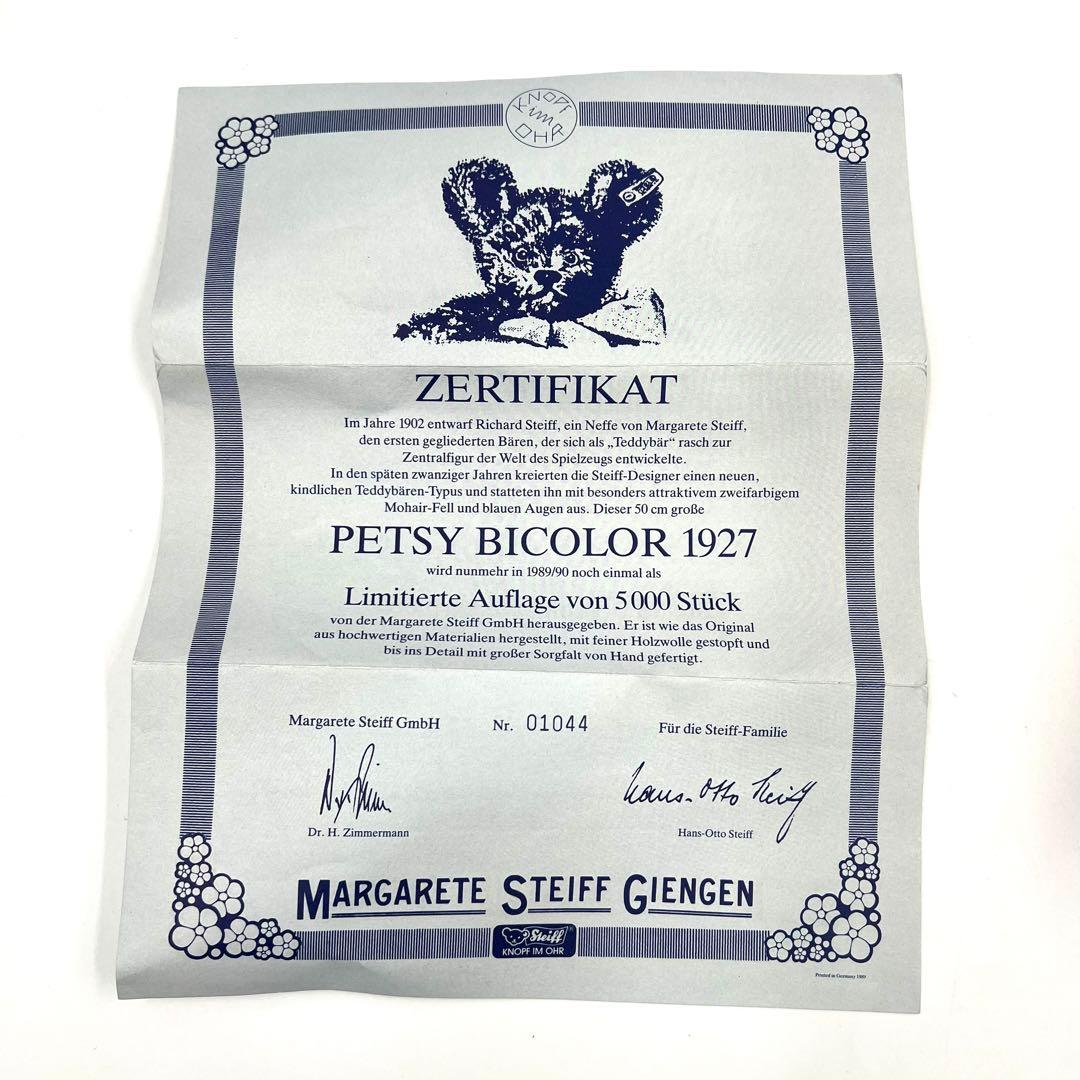 KNOPF
im
OHR
ZERTIFIKAT
Im Jahre 1902 entwarf Richard Steiff, ein Neffe von Margarete Steiff,
den ersten gegliederten Bären, der sich als „Teddybär“ rasch zur
Zentralfigur der Welt des Spielzeugs entwickelte.
In den späten zwanziger Jahren kreierten die Steiff-Designer einen neuen,
kindlichen Teddybären-Typus und statteten ihn mit besonders attraktivem zweifarbigem
Mohair-Fell und blauen Augen aus. Dieser 50 cm große
PETSY BICOLOR 1927
wird nunmehr in 1989/90 noch einmal als
Limitierte Auflage von 5000 Stück
von der Margarete Steiff GmbH herausgegeben. Er ist wie das Original
aus hochwertigen Materialien hergestellt, mit feiner Holzwolle gestopft und
bis ins Detail mit großer Sorgfalt von Hand gefertigt.
Margarete Steiff GmbH Nr. 01044 Für die Steiff-Familie
Hans-Otto Steiff
Dr. H. Zimmermann Hans-Otto Steiff
MARGARETE STEIFF GIENGEN
Steiff
KNOPF IM OHR
Printed in Germany 1989